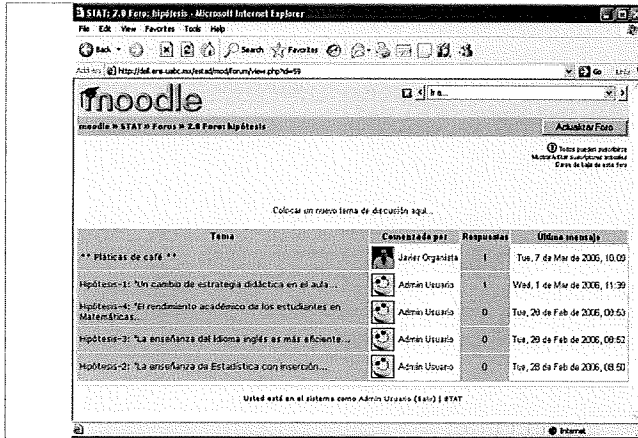 STAT: 2.0 Foro: hipótesis - Microsoft Internet Explorer
File Edit View Favorites Tools Help
Back Search Favorites
Go
moodle
Ir a...
moodle » STAT » Foros » 2.0 Foro: hipótesis
Actualizar Foro
Todos pueden suscribirse
Colocar un nuevo tema de discusión aquí...
Tema Comenzado por Respuestas Último mensaje
** Pláticas de café ** Javier Organista 1 Tue, 7 de Mar de 2006, 10:09
Hipótesis-1: "Un cambio de estrategia didáctica en el aula... Admin Usuario 1 Wed, 1 de Mar de 2006, 11:39
Hipótesis-4: "El rendimiento académico de los estudiantes en
Matemáticas... Admin Usuario 0 Tue, 28 de Feb de 2006,
Hipótesis-3: "La enseñanza del idioma inglés es más eficiente... Admin Usuario 0 Tue, 28 de Feb de 2006,
Hipótesis-2: "La enseñanza de Estadística con inserción... Admin Usuario 0 Tue, 28 de Feb de 2006, 08:50
Usted está en el sistema como Admin Usuario (Salir) | STAT
Internet